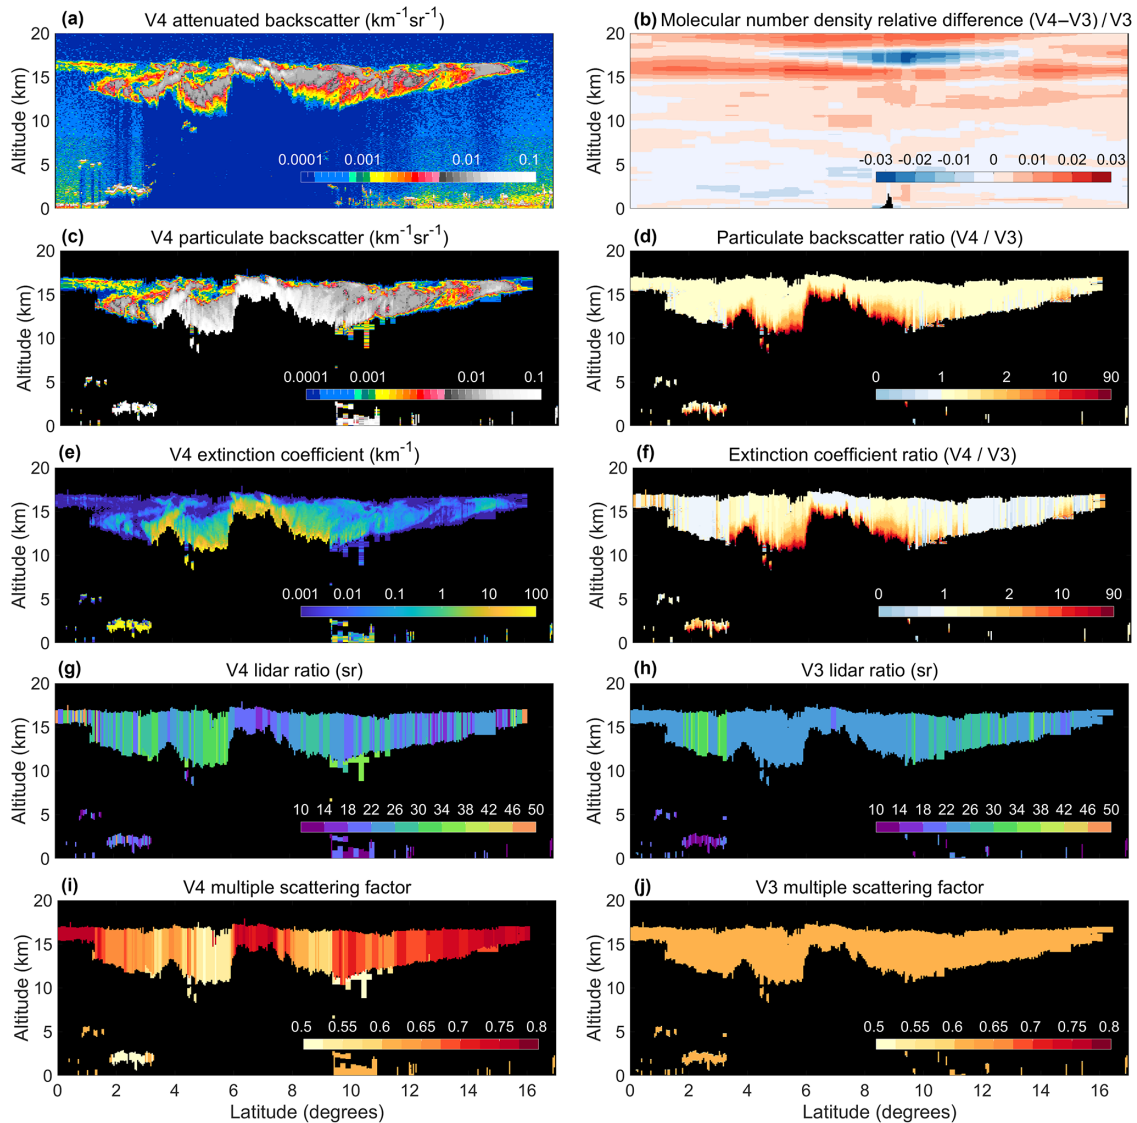 (a) V4 attenuated backscatter (km⁻¹sr⁻¹)
(b) Molecular number density relative difference (V4–V3) / V3
Altitude (km)
20
15
10
5
0
0.0001 0.001 0.01 0.1
Altitude (km)
20
15
10
5
0
-0.03 -0.02 -0.01 0 0.01 0.02 0.03
(c) V4 particulate backscatter (km⁻¹sr⁻¹)
(d) Particulate backscatter ratio (V4 / V3)
Altitude (km)
20
15
10
5
0
0.0001 0.001 0.01 0.1
Altitude (km)
20
15
10
5
0
0 1 2 10 90
(e) V4 extinction coefficient (km⁻¹)
(f) Extinction coefficient ratio (V4 / V3)
Altitude (km)
20
15
10
5
0
0.001 0.01 0.1 1 10 100
Altitude (km)
20
15
10
5
0
0 1 2 10 90
(g) V4 lidar ratio (sr)
(h) V3 lidar ratio (sr)
Altitude (km)
20
15
10
5
0
10 14 18 22 26 30 34 38 42 46 50
Altitude (km)
20
15
10
5
0
10 14 18 22 26 30 34 38 42 46 50
(i) V4 multiple scattering factor
(j) V3 multiple scattering factor
Altitude (km)
20
15
10
5
0
0.5 0.55 0.6 0.65 0.7 0.75 0.8
0 2 4 6 8 10 12 14 16
Latitude (degrees)
Altitude (km)
20
15
10
5
0
0.5 0.55 0.6 0.65 0.7 0.75 0.8
0 2 4 6 8 10 12 14 16
Latitude (degrees)